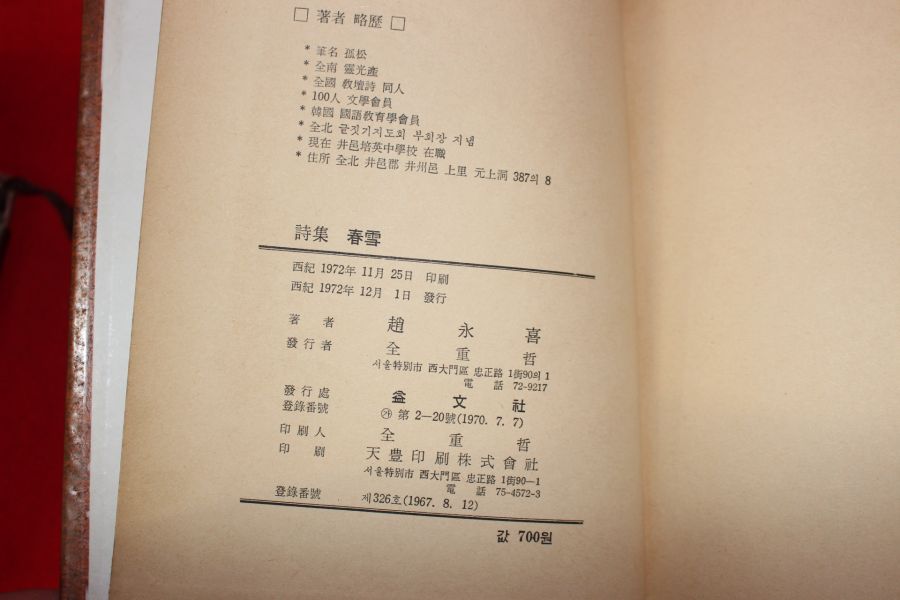 □ 著者 略歷 □
* 筆名 孤松
* 全南 靈光產
* 全國 敎壇詩 同人
* 100人 文學會員
* 韓國 國語敎育學會員
* 全北 글짓기지도회 부회장 지냄
* 現在 井邑培英中學校 在職
* 住所 全北 井邑郡 井州邑 上里 元上洞 387의 8
詩集 春雪
西紀 1972年 11月 25日 印刷
西紀 1972年 12月 1日 發行
著者 趙永喜
發行者 全重哲
서울特別市 西大門區 忠正路 1街90의 1
電話 72-9217
發行處 益文社
登錄番號 ㉮ 第 2—20號(1970. 7. 7)
印刷人 全重哲
印刷 天豊印刷株式會社
서울特別市 西大門區 忠正路 1街90—1
電話 75-4572-3
登錄番號 제326호(1967. 8. 12)
값 700원